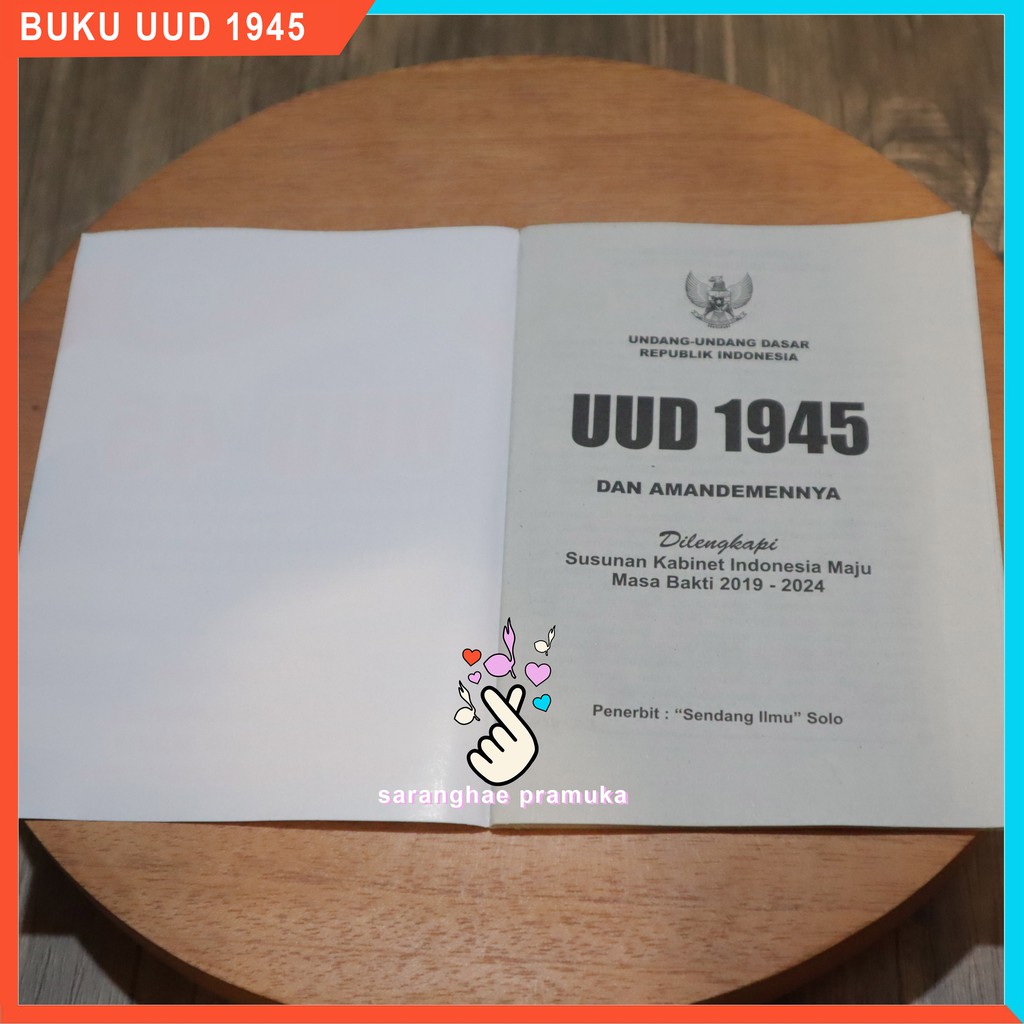 BUKU UUD 1945
UNDANG-UNDANG DASAR
REPUBLIK INDONESIA
UUD 1945
DAN AMANDEMENNYA
Dilengkapi
Susunan Kabinet Indonesia Maju
Masa Bakti 2019 - 2024
Penerbit : “Sendang Ilmu” Solo
saranghae pramuka